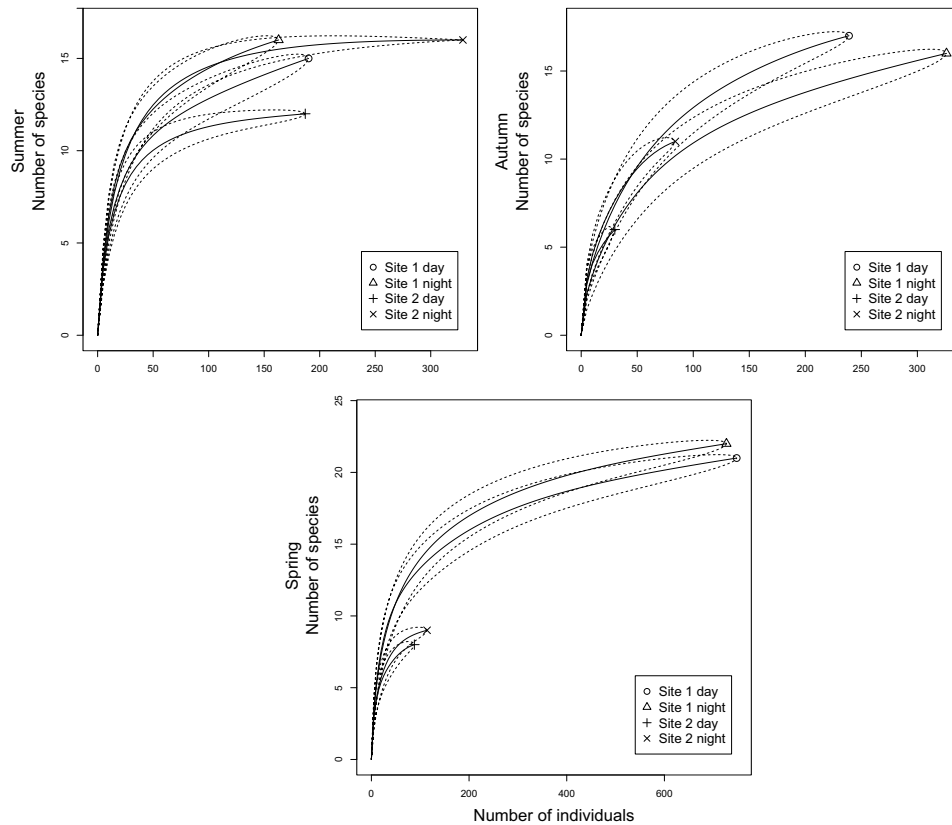 Summer
Number of species
0
5
10
15
0
50
100
150
200
250
300
Site 1 day
Site 1 night
Site 2 day
Site 2 night
Autumn
Number of species
0
5
10
15
0
50
100
150
200
250
300
Site 1 day
Site 1 night
Site 2 day
Site 2 night
Spring
Number of species
0
5
10
15
20
25
0
200
400
600
Site 1 day
Site 1 night
Site 2 day
Site 2 night
Number of individuals